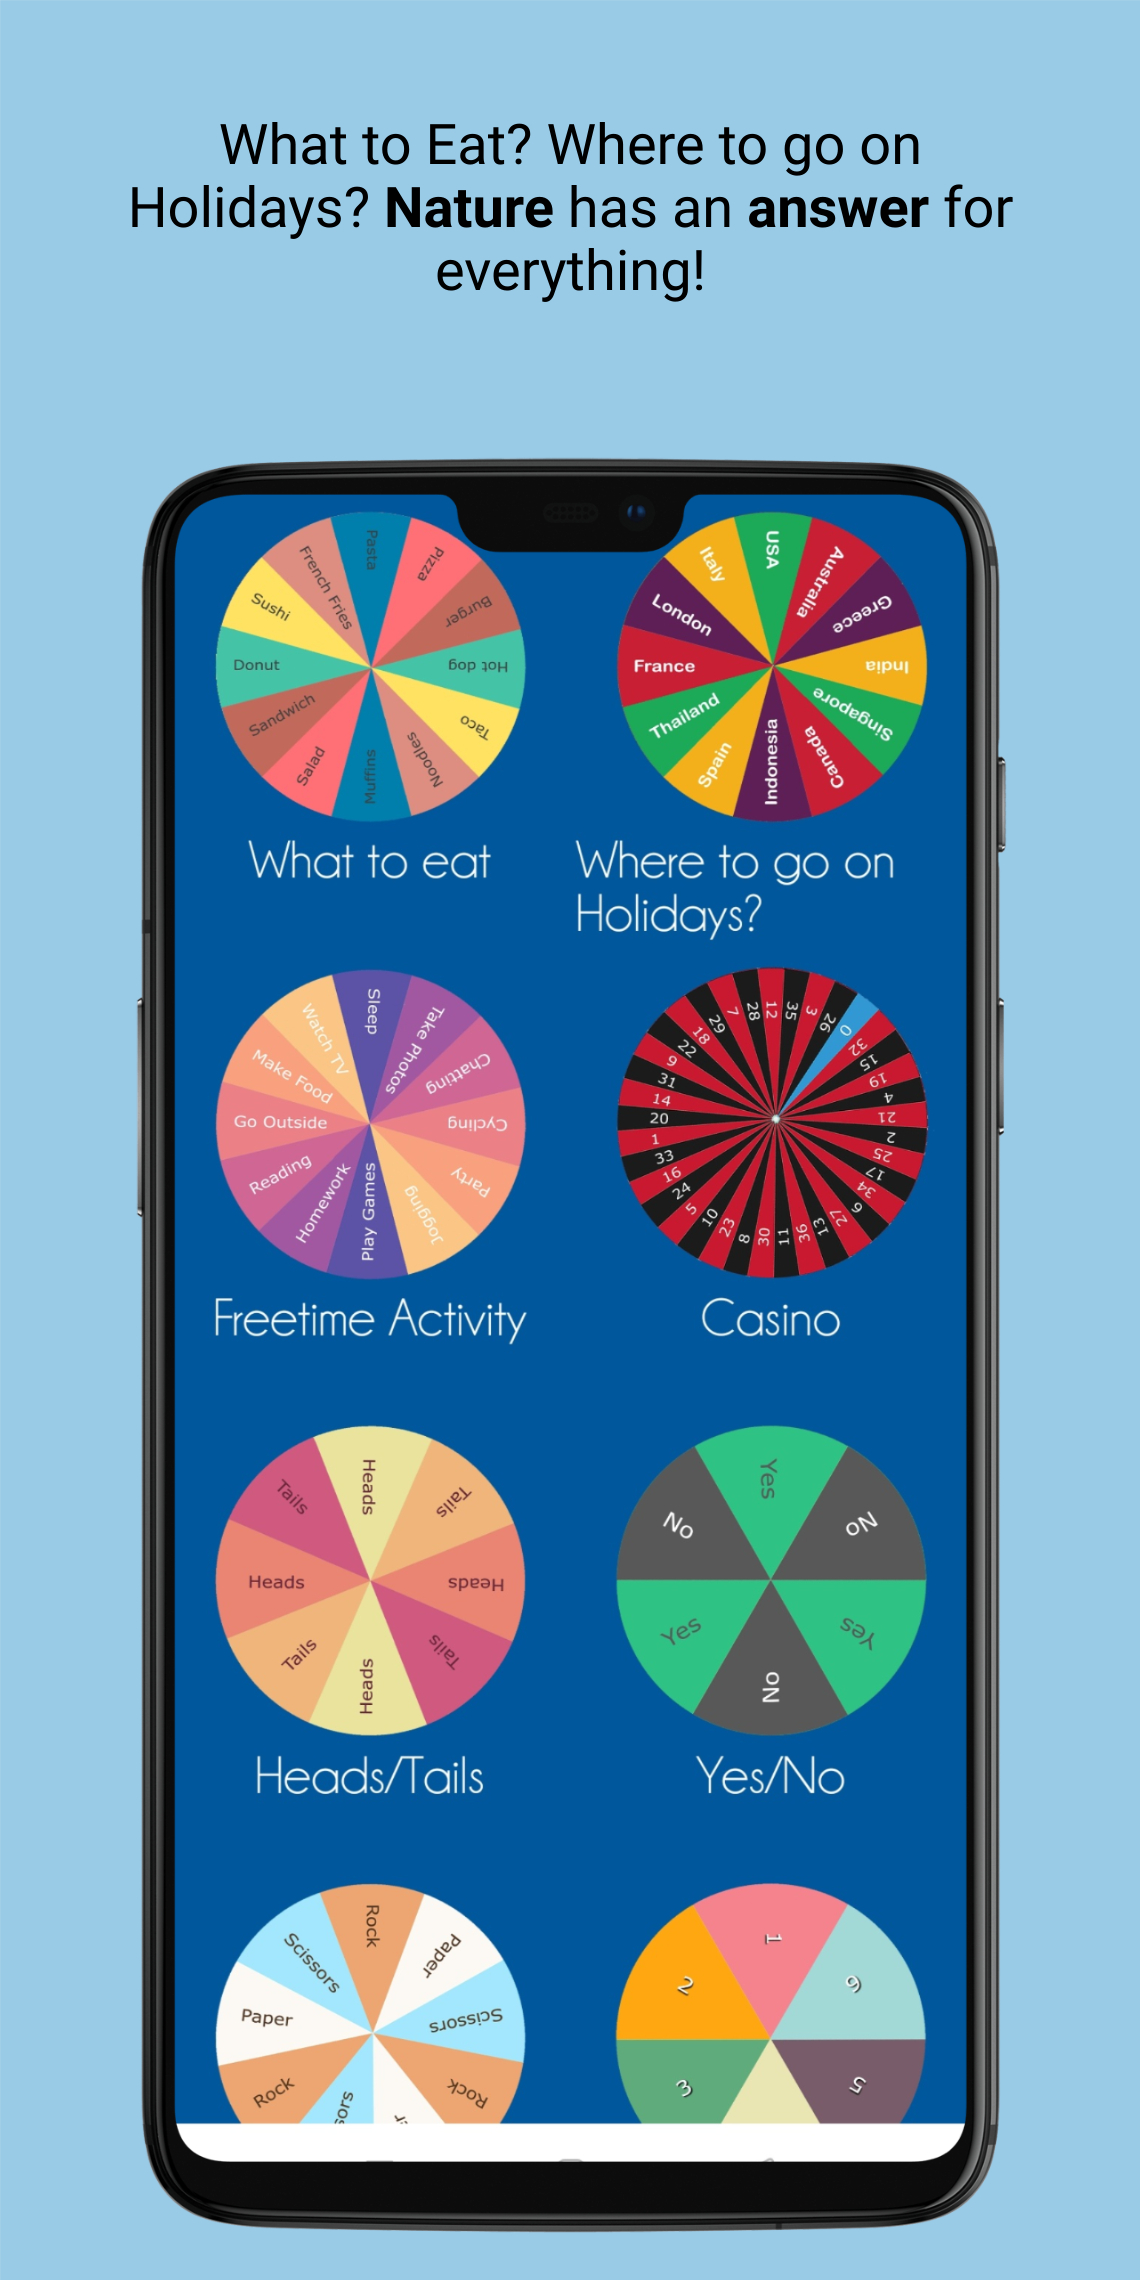 What to Eat? Where to go on
Holidays? Nature has an answer for
everything!
Pasta
Pizza
Burger
Hot dog
Taco
Noodles
Muffins
Salad
Sandwich
Donut
Sushi
French Fries
What to eat
USA
Australia
Greece
India
Singapore
Canada
Indonesia
Spain
Thailand
France
London
Italy
Where to go on
Holidays?
Sleep
Take Photos
Chatting
Cycling
Party
Jogging
Play Games
Homework
Reading
Go Outside
Make Food
Watch TV
Freetime Activity
0
32
15
19
4
21
2
25
17
34
6
27
13
36
11
30
8
23
10
5
24
16
33
1
20
14
31
9
22
18
29
7
28
12
35
3
26
Casino
Heads
Tails
Heads
Tails
Heads
Tails
Heads
Tails
Heads/Tails
Yes
No
Yes
No
Yes
No
Yes/No
Rock
Paper
Scissors
Rock
r
sors
Rock
Paper
Scissors
1
6
5
3
2